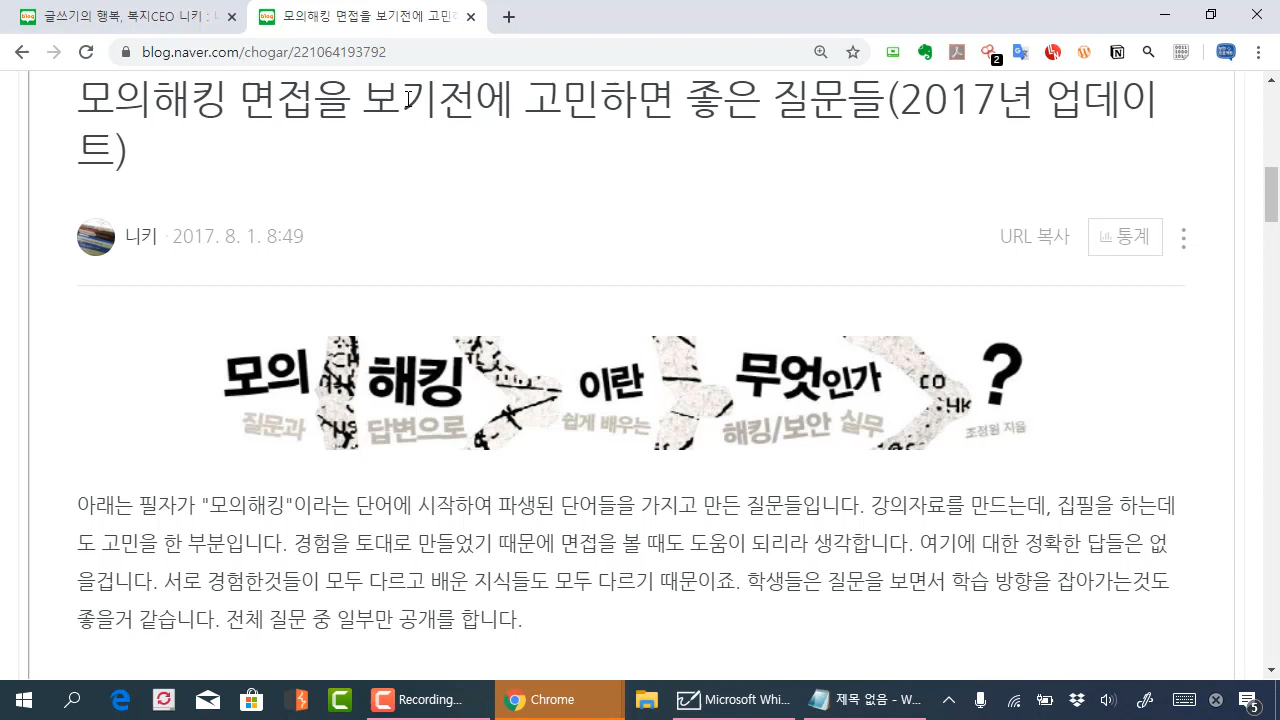 글쓰기의 행복, 복지CEO 니키 : 
모의해킹 면접을 보기전에 고민
blog.naver.com/chogar/221064193792
모의해킹 면접을 보기전에 고민하면 좋은 질문들(2017년 업데이
트)
니키 · 2017. 8. 1. 8:49
URL 복사 통계
모의 해킹 이란 무엇인가 ?
질문과 답변으로 쉽게 배우는 해킹/보안 실무 조정원 지음
아래는 필자가 "모의해킹"이라는 단어에 시작하여 파생된 단어들을 가지고 만든 질문들입니다. 강의자료를 만드는데, 집필을 하는데
도 고민을 한 부분입니다. 경험을 토대로 만들었기 때문에 면접을 볼 때도 도움이 되리라 생각합니다. 여기에 대한 정확한 답들은 없
을겁니다. 서로 경험한것들이 모두 다르고 배운 지식들도 모두 다르기 때문이죠. 학생들은 질문을 보면서 학습 방향을 잡아가는것도
좋을거 같습니다. 전체 질문 중 일부만 공개를 합니다.
Recording... Chrome Microsoft Whi... 제목 없음 - W... 5